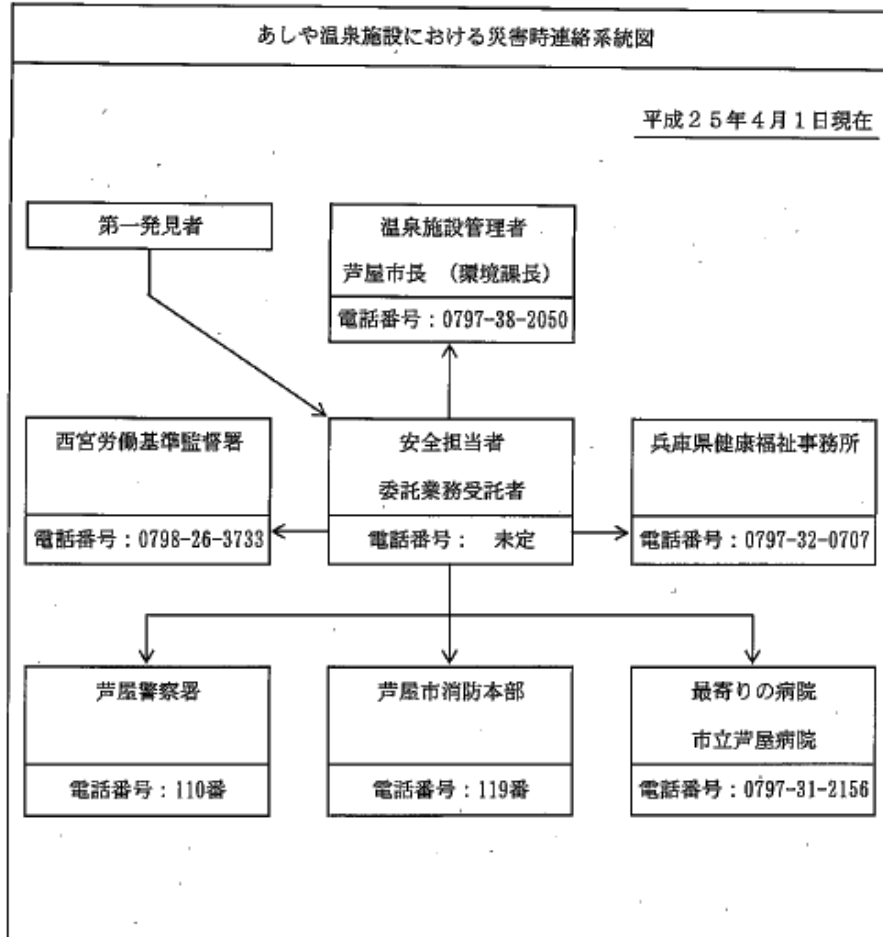 あしや温泉施設における災害時連絡系統図
平成25年4月1日現在
第一発見者
温泉施設管理者
芦屋市長 (環境課長)
電話番号:0797-38-2050
西宮労働基準監督署
電話番号:0798-26-3733
安全担当者
委託業務受託者
電話番号: 未定
兵庫県健康福祉事務所
電話番号:0797-32-0707
芦屋警察署
電話番号:110番
芦屋市消防本部
電話番号:119番
最寄りの病院
市立芦屋病院
電話番号:0797-31-2156